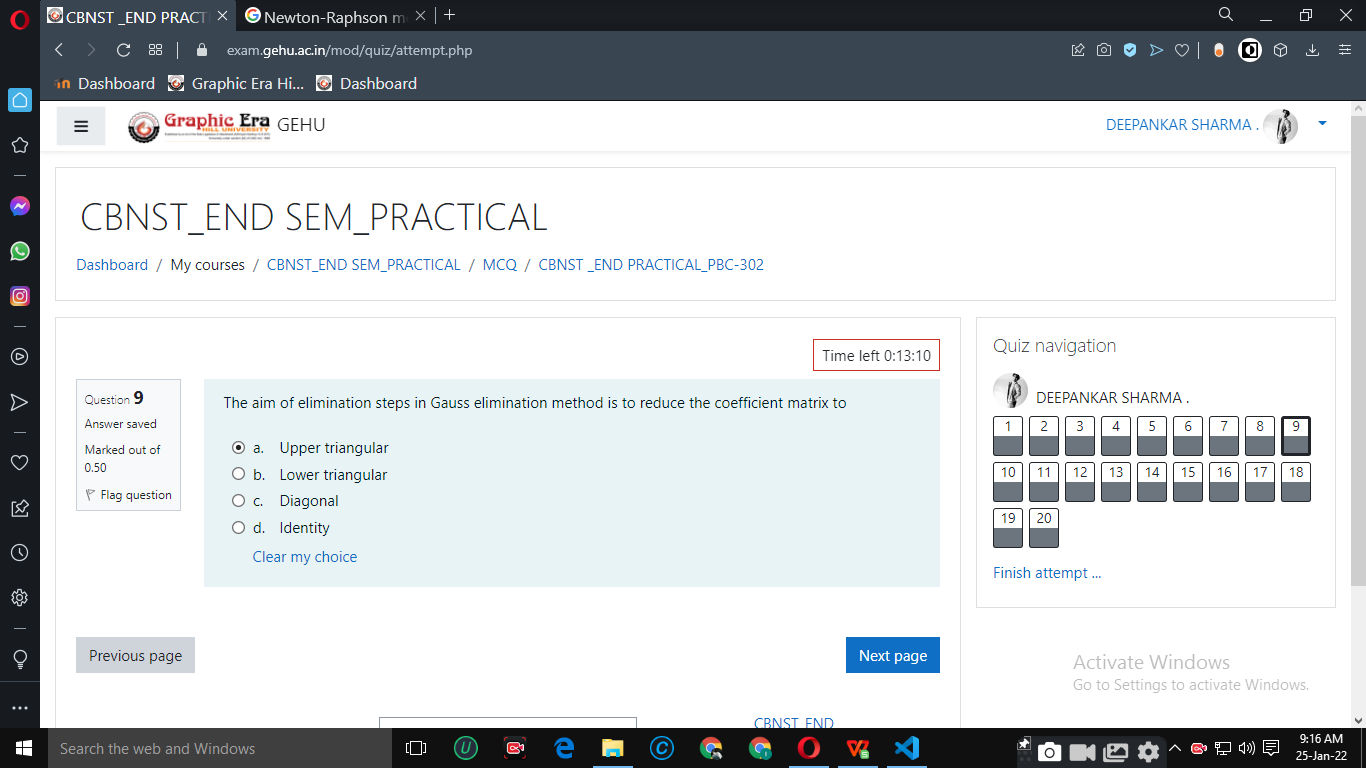 CBNST _END PRACT
Newton-Raphson m
exam.gehu.ac.in/mod/quiz/attempt.php
Dashboard
Graphic Era Hi...
Dashboard
Graphic Era
HILL UNIVERSITY
GEHU
DEEPANKAR SHARMA .
CBNST_END SEM_PRACTICAL
Dashboard / My courses / CBNST_END SEM_PRACTICAL / MCQ / CBNST _END PRACTICAL_PBC-302
Time left 0:13:10
Question 9
Answer saved
Marked out of
0.50
Flag question
The aim of elimination steps in Gauss elimination method is to reduce the coefficient matrix to
a. Upper triangular
b. Lower triangular
c. Diagonal
d. Identity
Clear my choice
Previous page
Next page
CBNST_END
Quiz navigation
DEEPANKAR SHARMA .
1 2 3 4 5 6 7 8 9
10 11 12 13 14 15 16 17 18
19 20
Finish attempt ...
Activate Windows
Go to Settings to activate Windows.
Search the web and Windows
9:16 AM
25-Jan-22